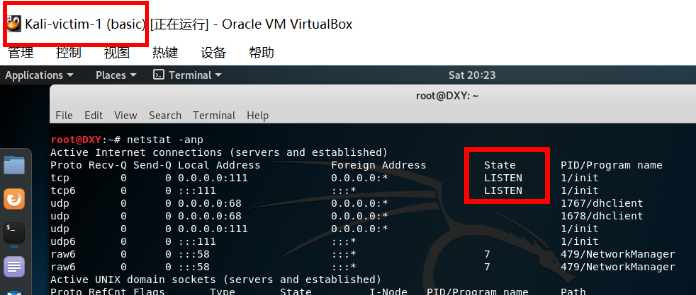 Kali-victim-1 (basic) [正在运行] - Oracle VM VirtualBox
管理 控制 视图 热键 设备 帮助
Applications Places Terminal Sat 20:23
root@DXY: ~
File Edit View Search Terminal Help
root@DXY:~# netstat -anp
Active Internet connections (servers and established)
Proto Recv-Q Send-Q Local Address Foreign Address State PID/Program name
tcp 0 0 0.0.0.0:111 0.0.0.0:* LISTEN 1/init
tcp6 0 0 :::111 :::* LISTEN 1/init
udp 0 0 0.0.0.0:68 0.0.0.0:* 1767/dhclient
udp 0 0 0.0.0.0:68 0.0.0.0:* 1678/dhclient
udp 0 0 0.0.0.0:111 0.0.0.0:* 1/init
udp6 0 0 :::111 :::* 1/init
raw6 0 0 :::58 :::* 7 479/NetworkManager
raw6 0 0 :::58 :::* 7 479/NetworkManager
Active UNIX domain sockets (servers and established)
Proto RefCnt Flags Type State I-Node PID/Program name Path